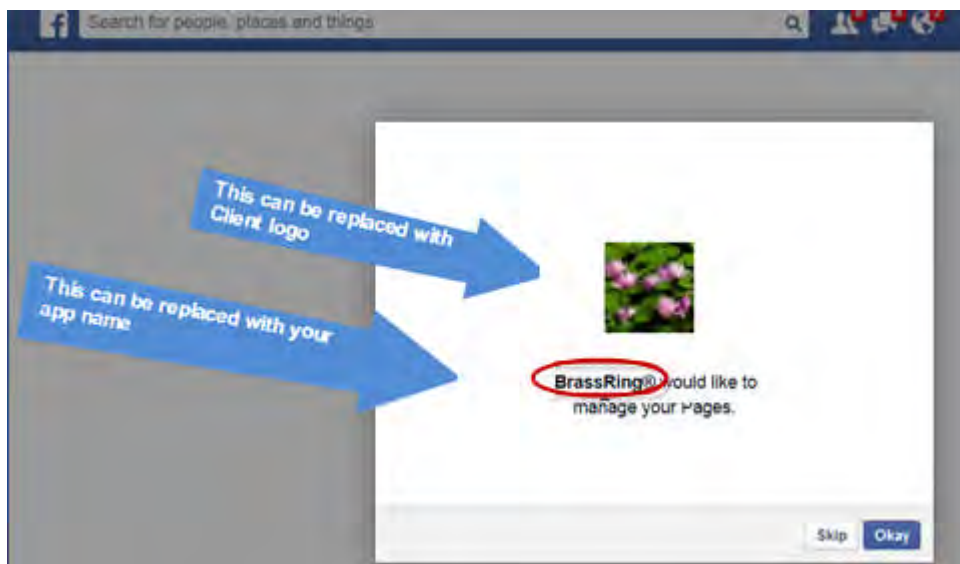 f
Search for people, places and things
This can be replaced with
Client logo
This can be replaced with your
app name
BrassRing® would like to
manage your Pages.
Skip
Okay